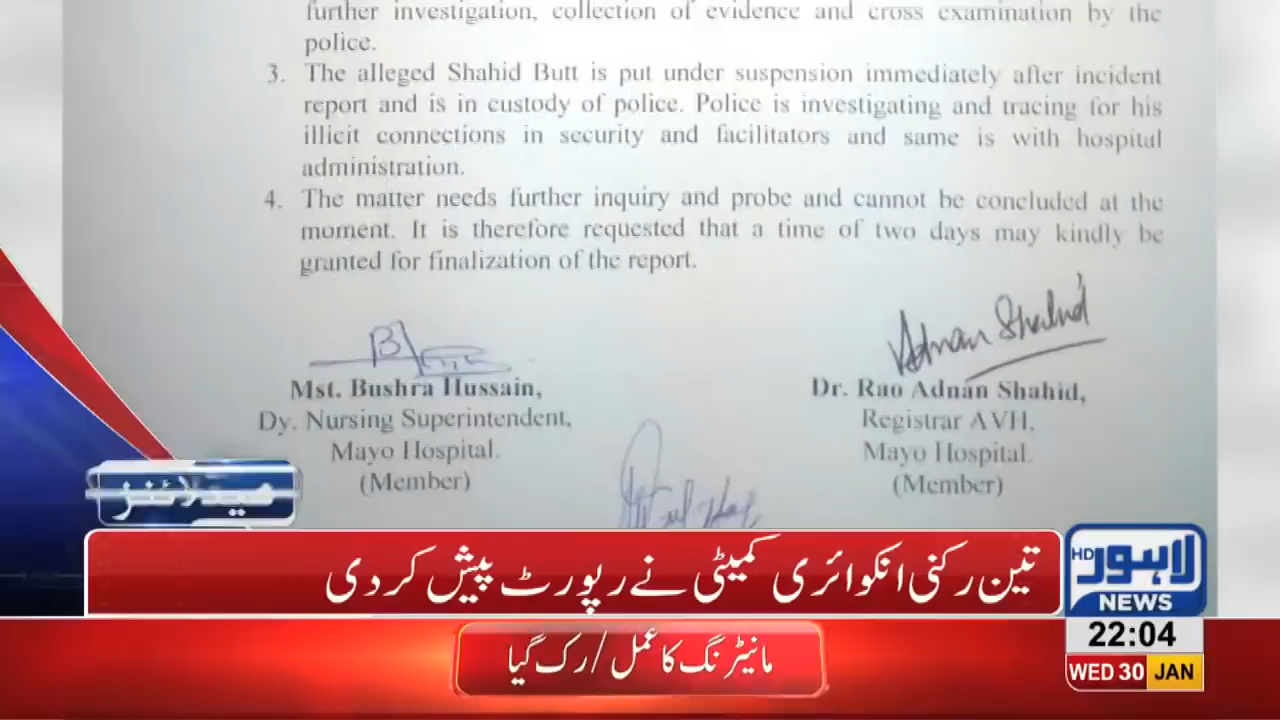 further investigation, collection of evidence and cross examination by the
police.
3. The alleged Shahid Butt is put under suspension immediately after incident
report and is in custody of police. Police is investigating and tracing for his
illicit connections in security and facilitators and same is with hospital
administration.
4. The matter needs further inquiry and probe and cannot be concluded at the
moment. It is therefore requested that a time of two days may kindly be
granted for finalization of the report.
Adnan Shahid
Mst. Bushra Hussain,
Dy. Nursing Superintendent,
Mayo Hospital.
(Member)
Dr. Rao Adnan Shahid,
Registrar AVH,
Mayo Hospital.
(Member)
ہیڈلائنز
تین رکنی انکوائری کمیٹی نے رپورٹ پیش کر دی
لاہور HD
NEWS
مانیٹرنگ کا عمل / رک گیا
22:04
WED 30 JAN